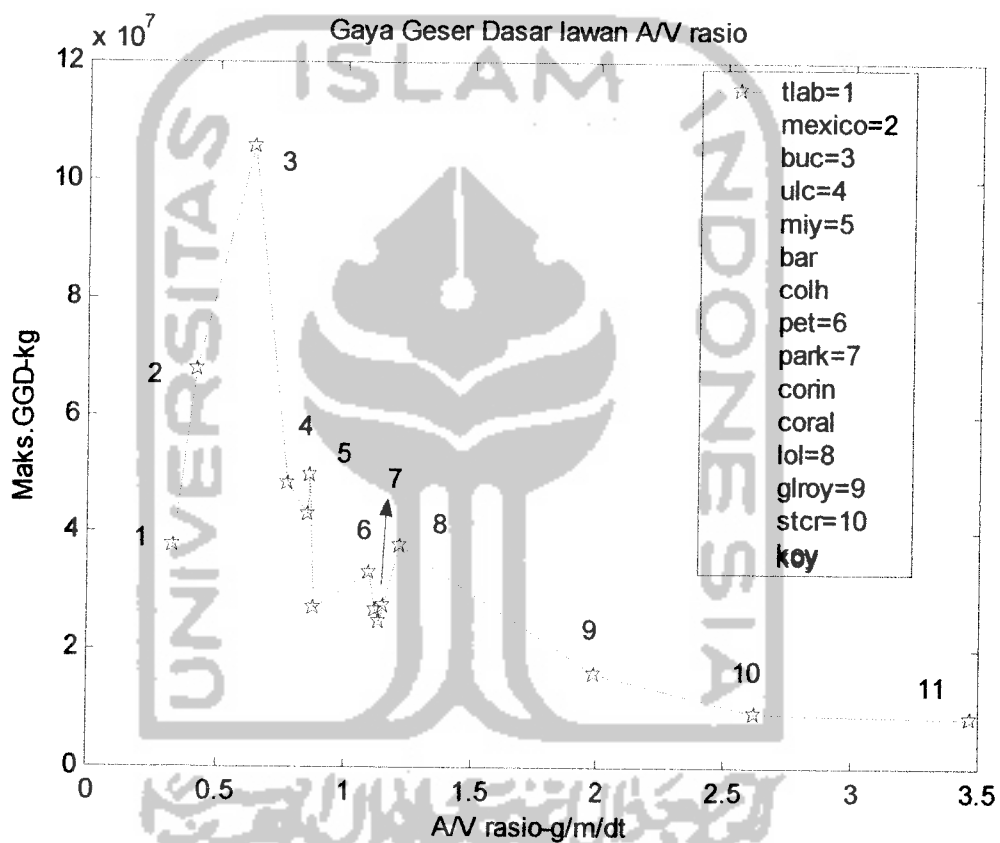 Gaya Geser Dasar lawan A/V rasio
x 10^7
12
10
8
6
4
2
0
Maks.GGD-kg
0
0.5
1
1.5
2
2.5
3
3.5
A/V rasio-g/m/dt
1
2
3
4
5
6
7
8
9
10
11
tlab=1
mexico=2
buc=3
ulc=4
miy=5
bar
colh
pet=6
park=7
corin
coral
lol=8
glroy=9
stcr=10
UNIVERSITAS
ISLAM
INDONESIA